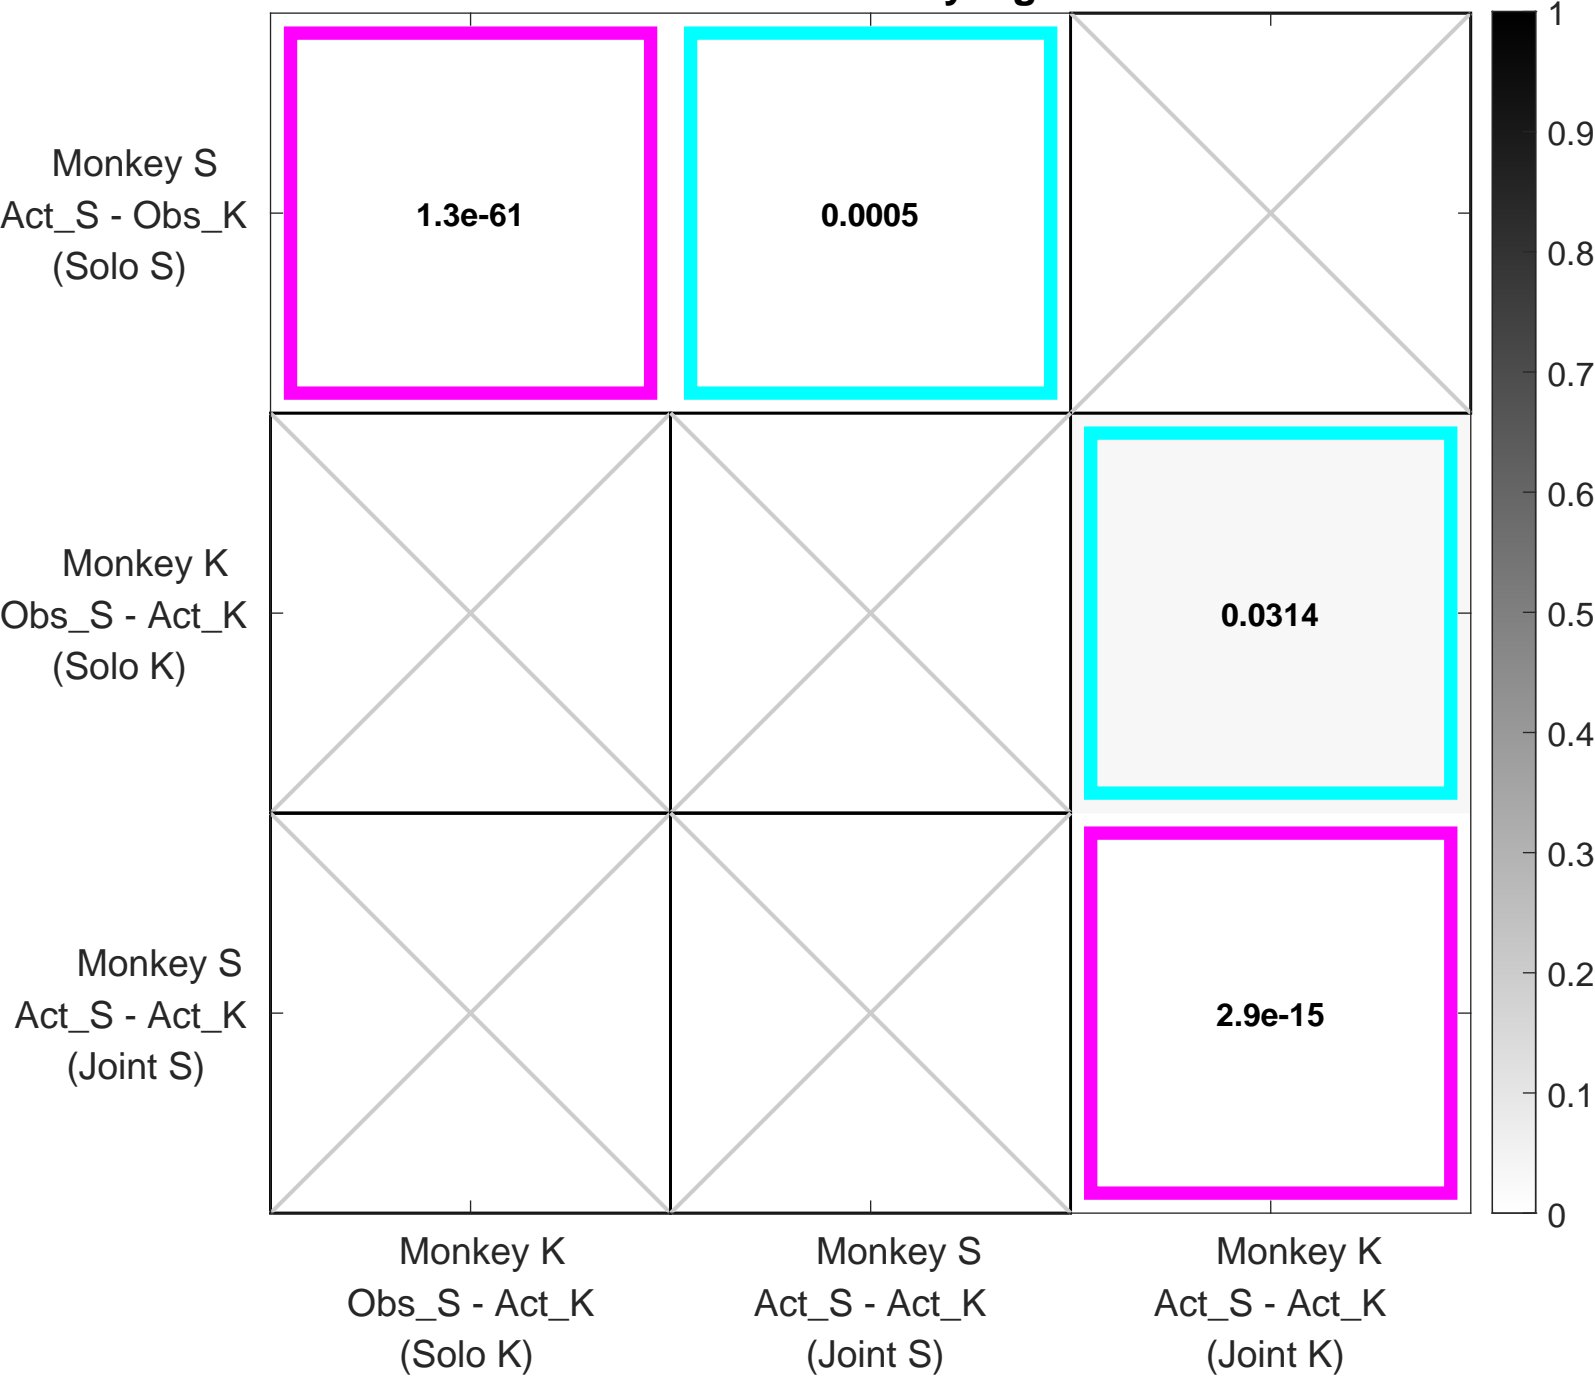 1
0.9
0.8
0.7
0.6
0.5
0.4
0.3
0.2
0.1
0
Monkey S
Act_S - Obs_K
(Solo S)
1.3e-61
0.0005
Monkey K
Obs_S - Act_K
(Solo K)
0.0314
Monkey S
Act_S - Act_K
(Joint S)
2.9e-15
Monkey K
Obs_S - Act_K
(Solo K)
Monkey S
Act_S - Act_K
(Joint S)
Monkey K
Act_S - Act_K
(Joint K)